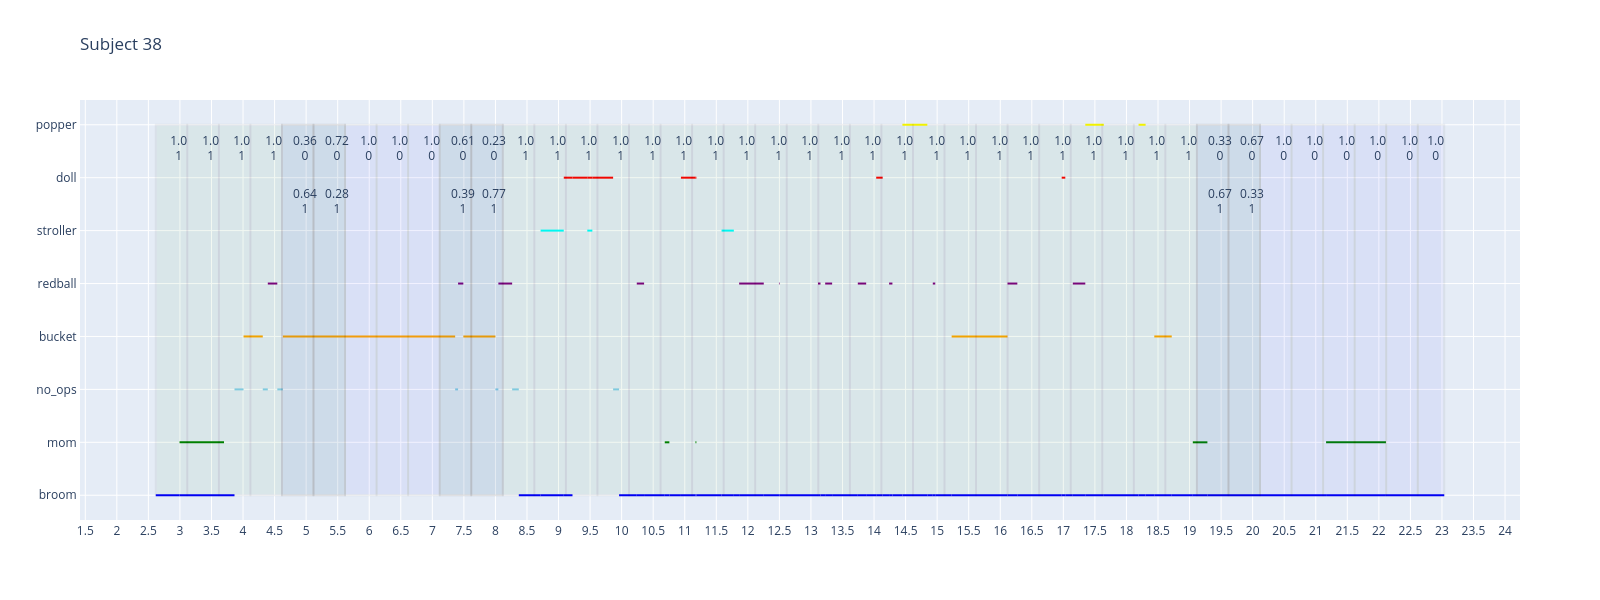 Subject 38
popper
1.0 1.0 1.0 1.0 0.36 0.72 1.0 1.0 1.0 0.61 0.23 1.0 1.0 1.0 1.0 1.0 1.0 1.0 1.0 1.0 1.0 1.0 1.0 1.0 1.0 1.0 1.0 1.0 1.0 1.0 1.0 1.0 1.0 0.33 0.67 1.0 1.0 1.0 1.0 1.0 1.0
1 1 1 1 0 0 0 0 0 0 0 1 1 1 1 1 1 1 1 1 1 1 1 1 1 1 1 1 1 1 1 1 1 0 0 0 0 0 0 0 0
doll
0.64 0.28 0.39 0.77 0.67 0.33
1 1 1 1 1 1
stroller
redball
bucket
no_ops
mom
broom
1.5 2 2.5 3 3.5 4 4.5 5 5.5 6 6.5 7 7.5 8 8.5 9 9.5 10 10.5 11 11.5 12 12.5 13 13.5 14 14.5 15 15.5 16 16.5 17 17.5 18 18.5 19 19.5 20 20.5 21 21.5 22 22.5 23 23.5 24